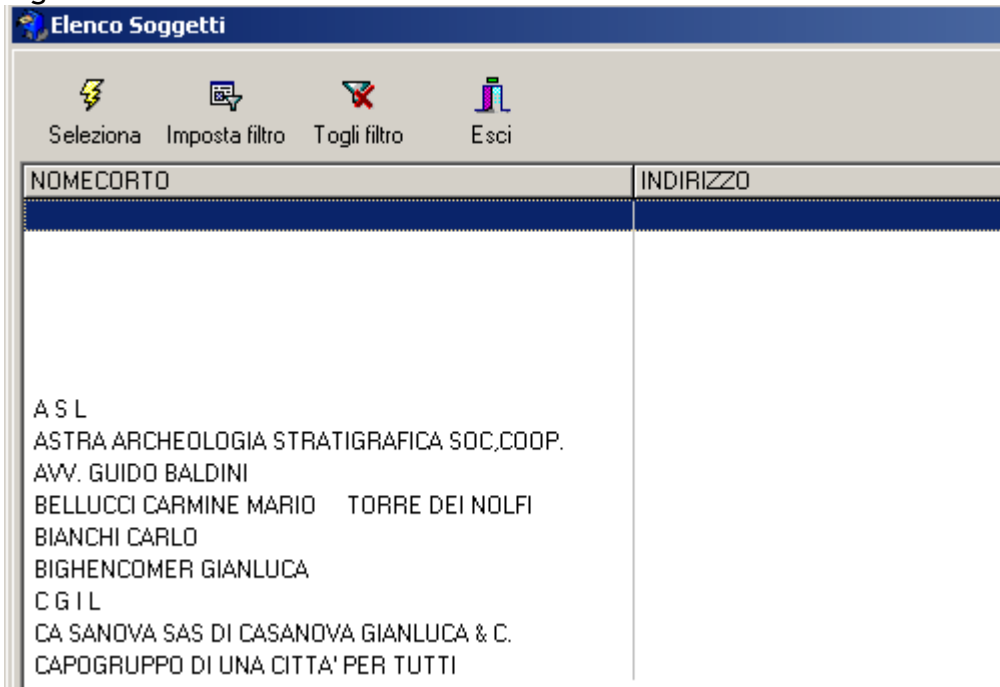 Elenco Soggetti
Seleziona Imposta filtro Togli filtro Esci
NOMECORTO INDIRIZZO
A S L
ASTRA ARCHEOLOGIA STRATIGRAFICA SOC,COOP.
AVV. GUIDO BALDINI
BELLUCCI CARMINE MARIO TORRE DEI NOLFI
BIANCHI CARLO
BIGHENCOMER GIANLUCA
C G I L
CA SANOVA SAS DI CASANOVA GIANLUCA & C.
CAPOGRUPPO DI UNA CITTA' PER TUTTI